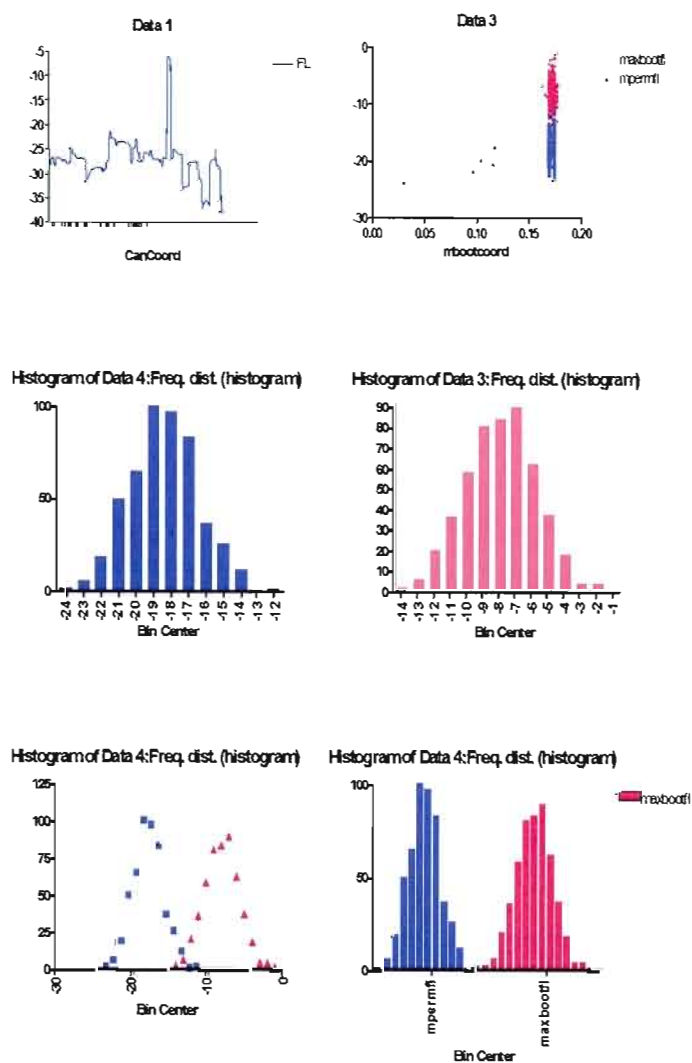 Data 1
-5
-10
-15
-20
-25
-30
-35
-40
FL
CanCoord
Data 3
0
-10
-20
-30
0.00 0.05 0.10 0.15 0.20
mbootcoord
maxbootfl
mpermfl
Histogram of Data 4:Freq. dist. (histogram)
100
50
0
-24 -23 -22 -21 -20 -19 -18 -17 -16 -15 -14 -13 -12
Bin Center
Histogram of Data 3:Freq. dist. (histogram)
90
80
70
60
50
40
30
20
10
0
-14 -13 -12 -11 -10 -9 -8 -7 -6 -5 -4 -3 -2 -1
Bin Center
Histogram of Data 4:Freq. dist. (histogram)
125
100
75
50
25
0
-30 -20 -10 0
Bin Center
Histogram of Data 4:Freq. dist. (histogram)
100
50
0
mpermfl maxbootfl
Bin Center
maxbootfl